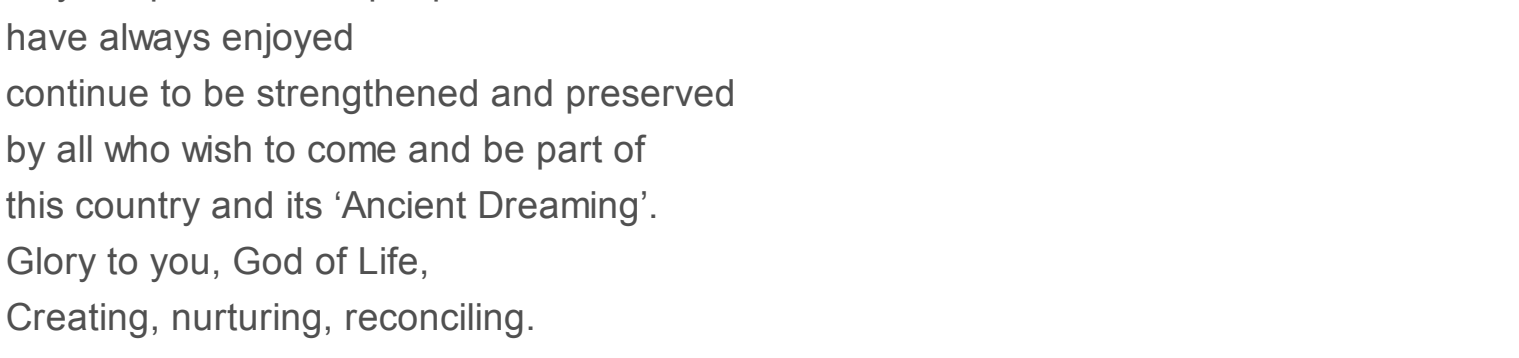 have always enjoyed
continue to be strengthened and preserved
by all who wish to come and be part of
this country and its ‘Ancient Dreaming’.
Glory to you, God of Life,
Creating, nurturing, reconciling.